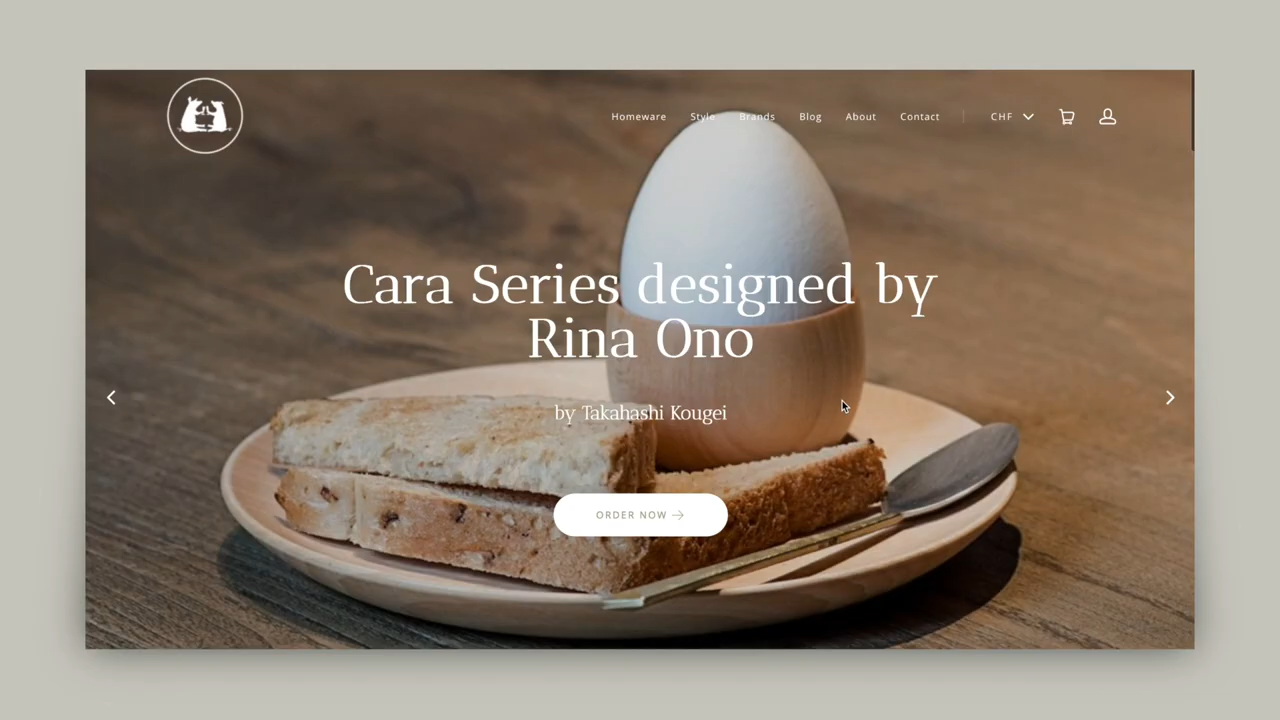 Homeware Style Brands Blog About Contact CHF
Cara Series designed by
Rina Ono
by Takahashi Kougei
ORDER NOW